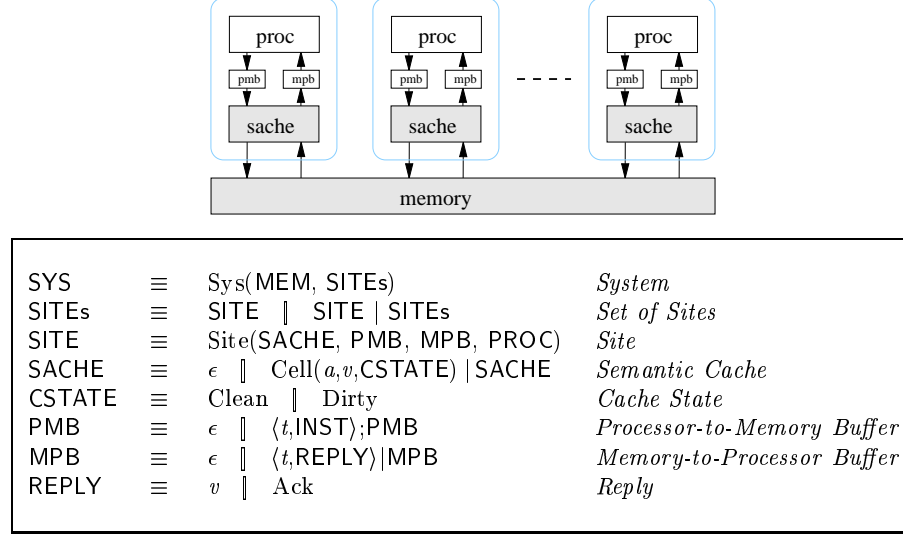 proc proc proc
pmb mpb pmb mpb pmb mpb
sache sache sache
memory
SYS ≡ Sys(MEM, SITEs) System
SITEs ≡ SITE ▯ SITE | SITEs Set of Sites
SITE ≡ Site(SACHE, PMB, MPB, PROC) Site
SACHE ≡ ϵ ▯ Cell(a,v,CSTATE) | SACHE Semantic Cache
CSTATE ≡ Clean ▯ Dirty Cache State
PMB ≡ ϵ ▯ ⟨t,INST⟩;PMB Processor-to-Memory Buffer
MPB ≡ ϵ ▯ ⟨t,REPLY⟩|MPB Memory-to-Processor Buffer
REPLY ≡ v ▯ Ack Reply